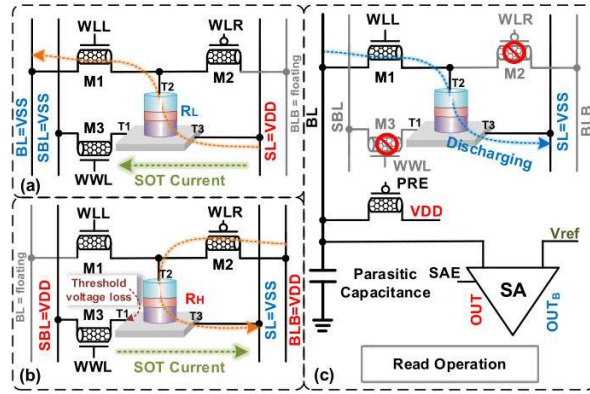 WLL
WLR
M1
T2
M2
RL
M3
T1
T3
WWL
SOT Current
BL=VSS
SBL=VSS
SL=VDD
BLB = floating
(a)
WLL
WLR
M1
T2
M2
Threshold
voltage loss
RH
M3
T1
T3
WWL
SOT Current
BL = floating
SBL=VDD
SL=VSS
BLB=VDD
(b)
WLL
WLR
M1
T2
M2
BL
SBL
M3
T1
T3
WWL
Discharging
SL=VSS
BLB
PRE
VDD
Vref
Parasitic
Capacitance
SAE
SA
OUT
OUTB
Read Operation
(c)